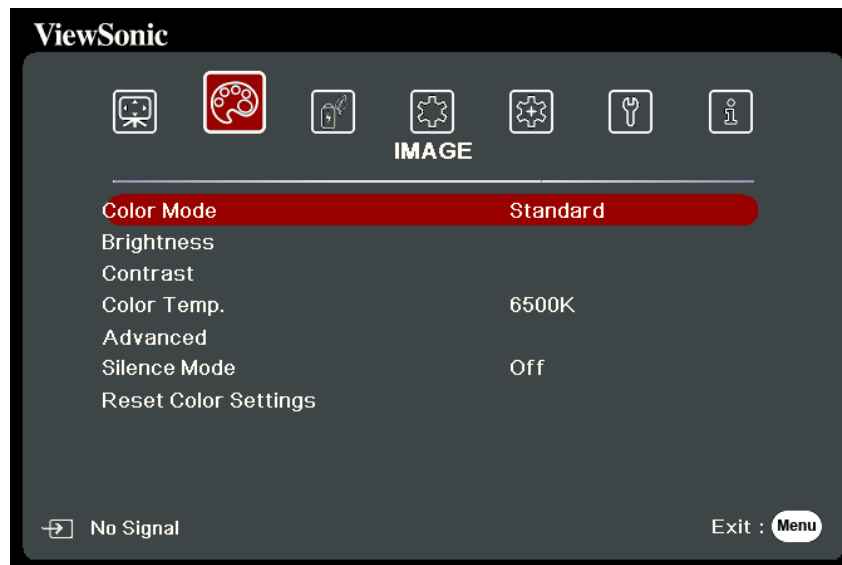 ViewSonic
IMAGE
Color Mode Standard
Brightness
Contrast
Color Temp. 6500K
Advanced
Silence Mode Off
Reset Color Settings
No Signal Exit : Menu